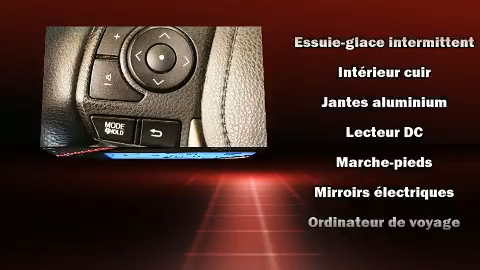 +
MODE
HOLD
Essuie-glace intermittent
Intérieur cuir
Jantes aluminium
Lecteur DC
Marche-pieds
Mirroirs électriques
Ordinateur de voyage